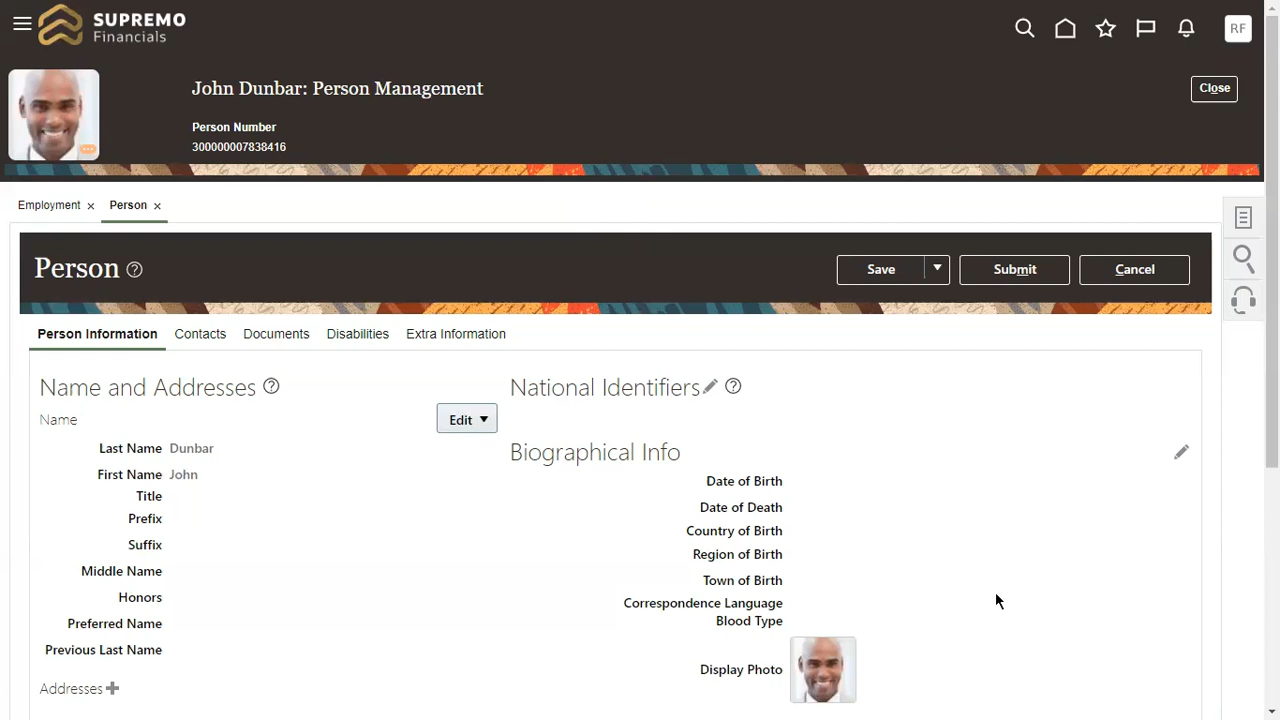 SUPREMO
Financials
RF
John Dunbar: Person Management
Close
Person Number
300000007838416
Employment x Person x
Person ?
Save Submit Cancel
Person Information Contacts Documents Disabilities Extra Information
Name and Addresses ?
National Identifiers ?
Name
Edit
Last Name Dunbar
First Name John
Title
Prefix
Suffix
Middle Name
Honors
Preferred Name
Previous Last Name
Addresses
Biographical Info
Date of Birth
Date of Death
Country of Birth
Region of Birth
Town of Birth
Correspondence Language
Blood Type
Display Photo